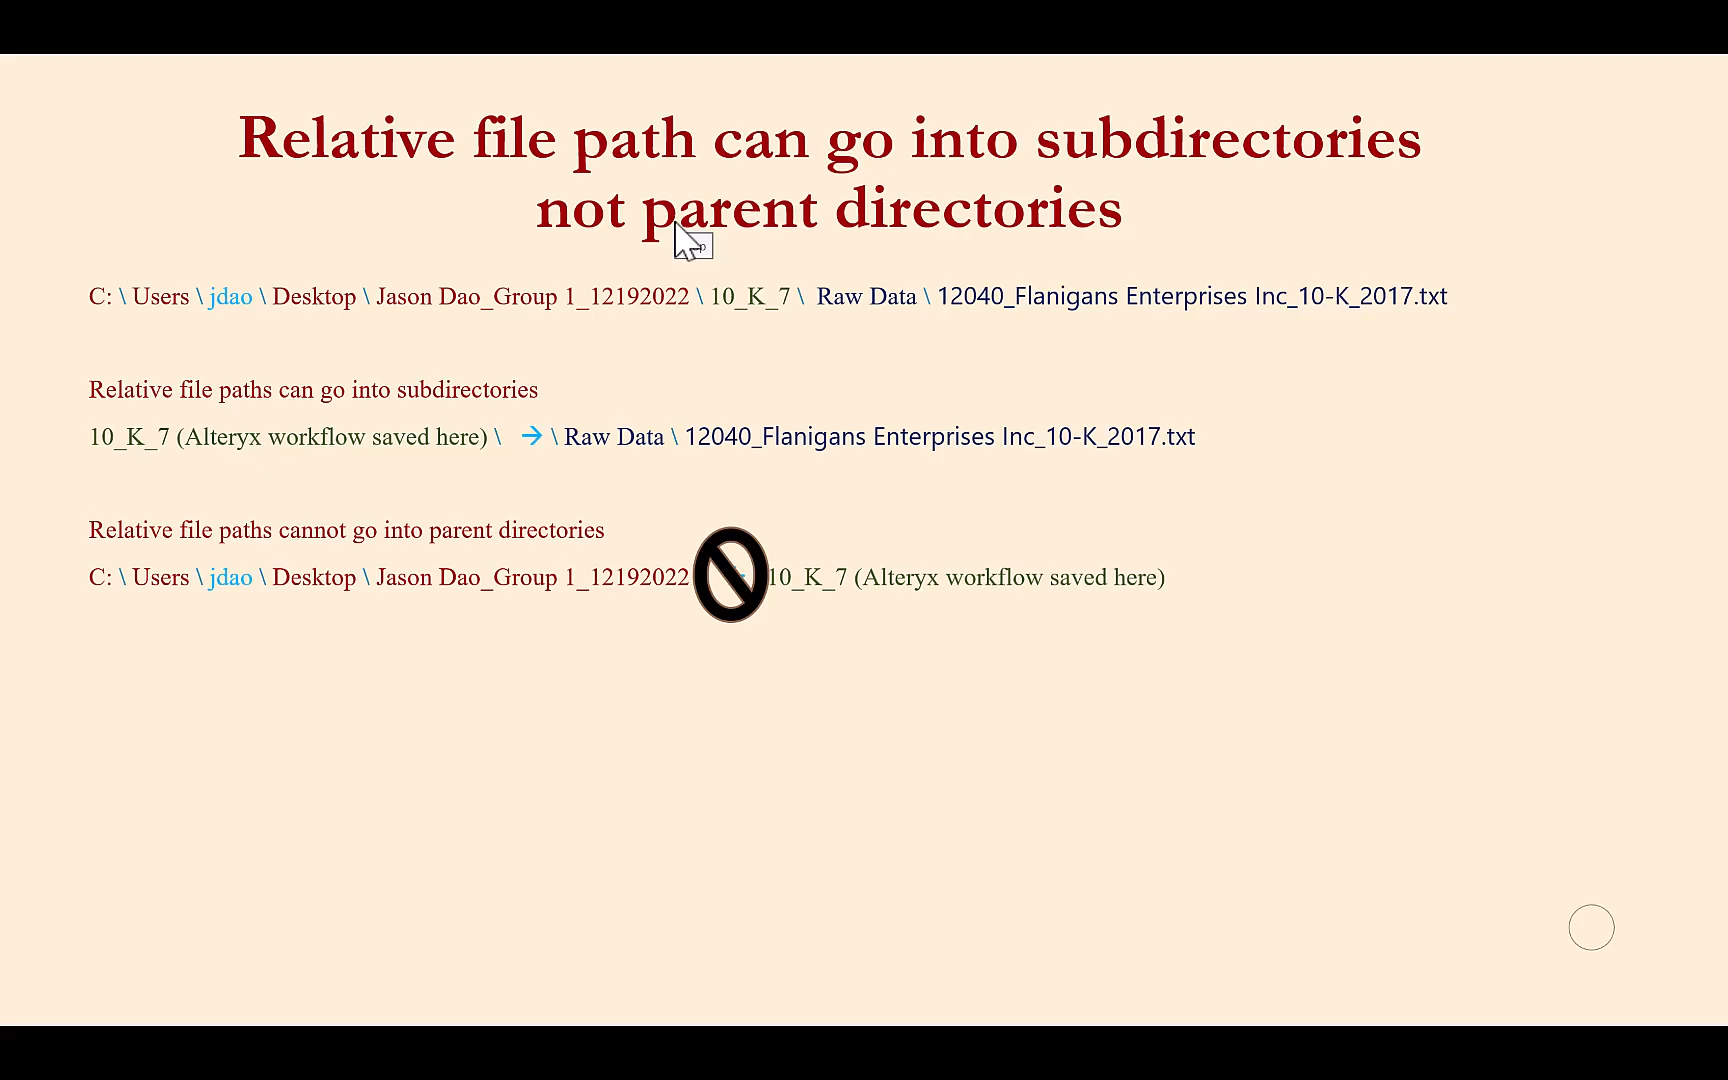 Relative file path can go into subdirectories
not parent directories
C: \ Users \ jdao \ Desktop \ Jason Dao_Group 1_12192022 \ 10_K_7 \ Raw Data \ 12040_Flanigans Enterprises Inc_10-K_2017.txt
Relative file paths can go into subdirectories
10_K_7 (Alteryx workflow saved here) \ → \ Raw Data \ 12040_Flanigans Enterprises Inc_10-K_2017.txt
Relative file paths cannot go into parent directories
C: \ Users \ jdao \ Desktop \ Jason Dao_Group 1_12192022 10_K_7 (Alteryx workflow saved here)